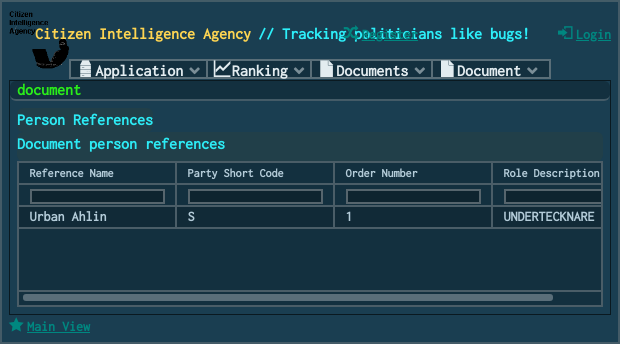 Citizen
Intelligence
Agency
Citizen Intelligence Agency // Tracking politicians like bugs!
Login
Application Ranking Documents Document
document
Person References
Document person references
Reference Name Party Short Code Order Number Role Description
Urban Ahlin S 1 UNDERTECKNARE
Main View